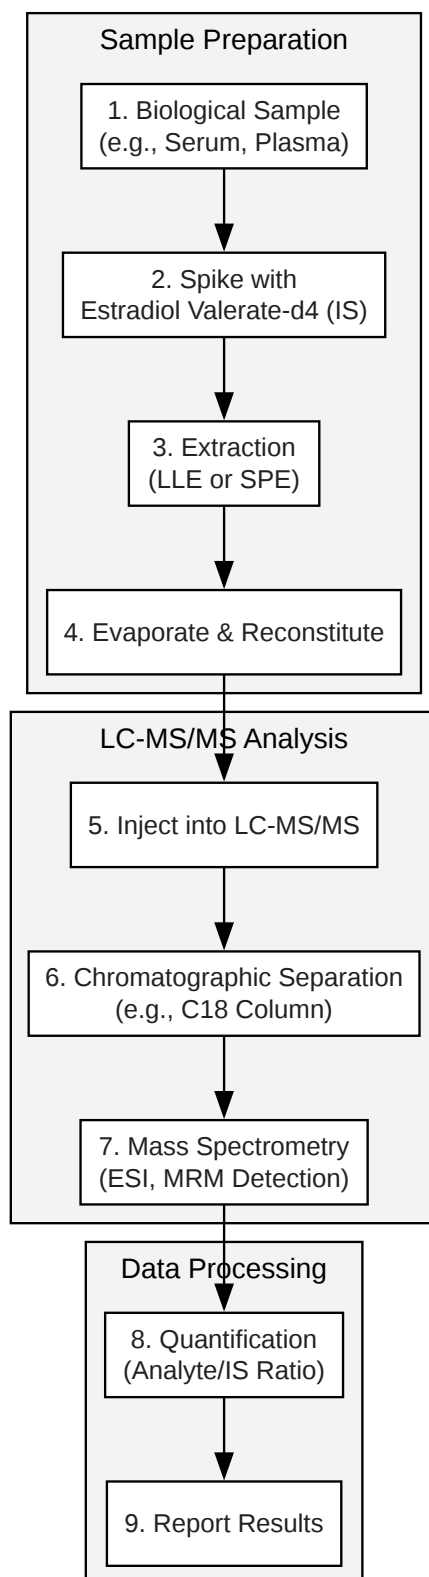 Sample Preparation
1. Biological Sample
(e.g., Serum, Plasma)
2. Spike with
Estradiol Valerate-d4 (IS)
3. Extraction
(LLE or SPE)
4. Evaporate & Reconstitute
LC-MS/MS Analysis
5. Inject into LC-MS/MS
6. Chromatographic Separation
(e.g., C18 Column)
7. Mass Spectrometry
(ESI, MRM Detection)
Data Processing
8. Quantification
(Analyte/IS Ratio)
9. Report Results